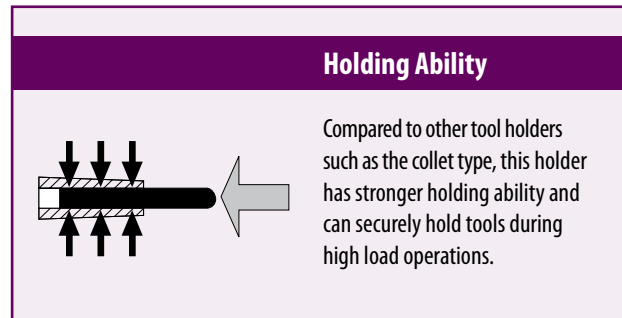 Holding Ability
Compared to other tool holders
such as the collet type, this holder
has stronger holding ability and
can securely hold tools during
high load operations.